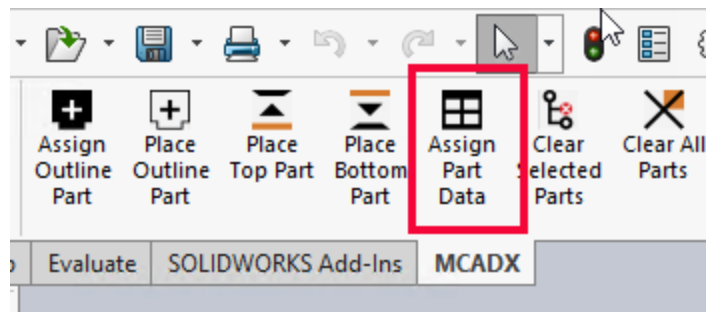 Assign Outline Part
Place Outline Part
Place Top Part
Place Bottom Part
Assign Part Data
Clear Selected Parts
Clear All Parts
Evaluate
SOLIDWORKS Add-Ins
MCADX